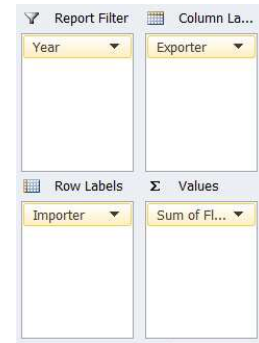 Report Filter
Column La...
Year
Exporter
Row Labels
Σ Values
Importer
Sum of Fl...